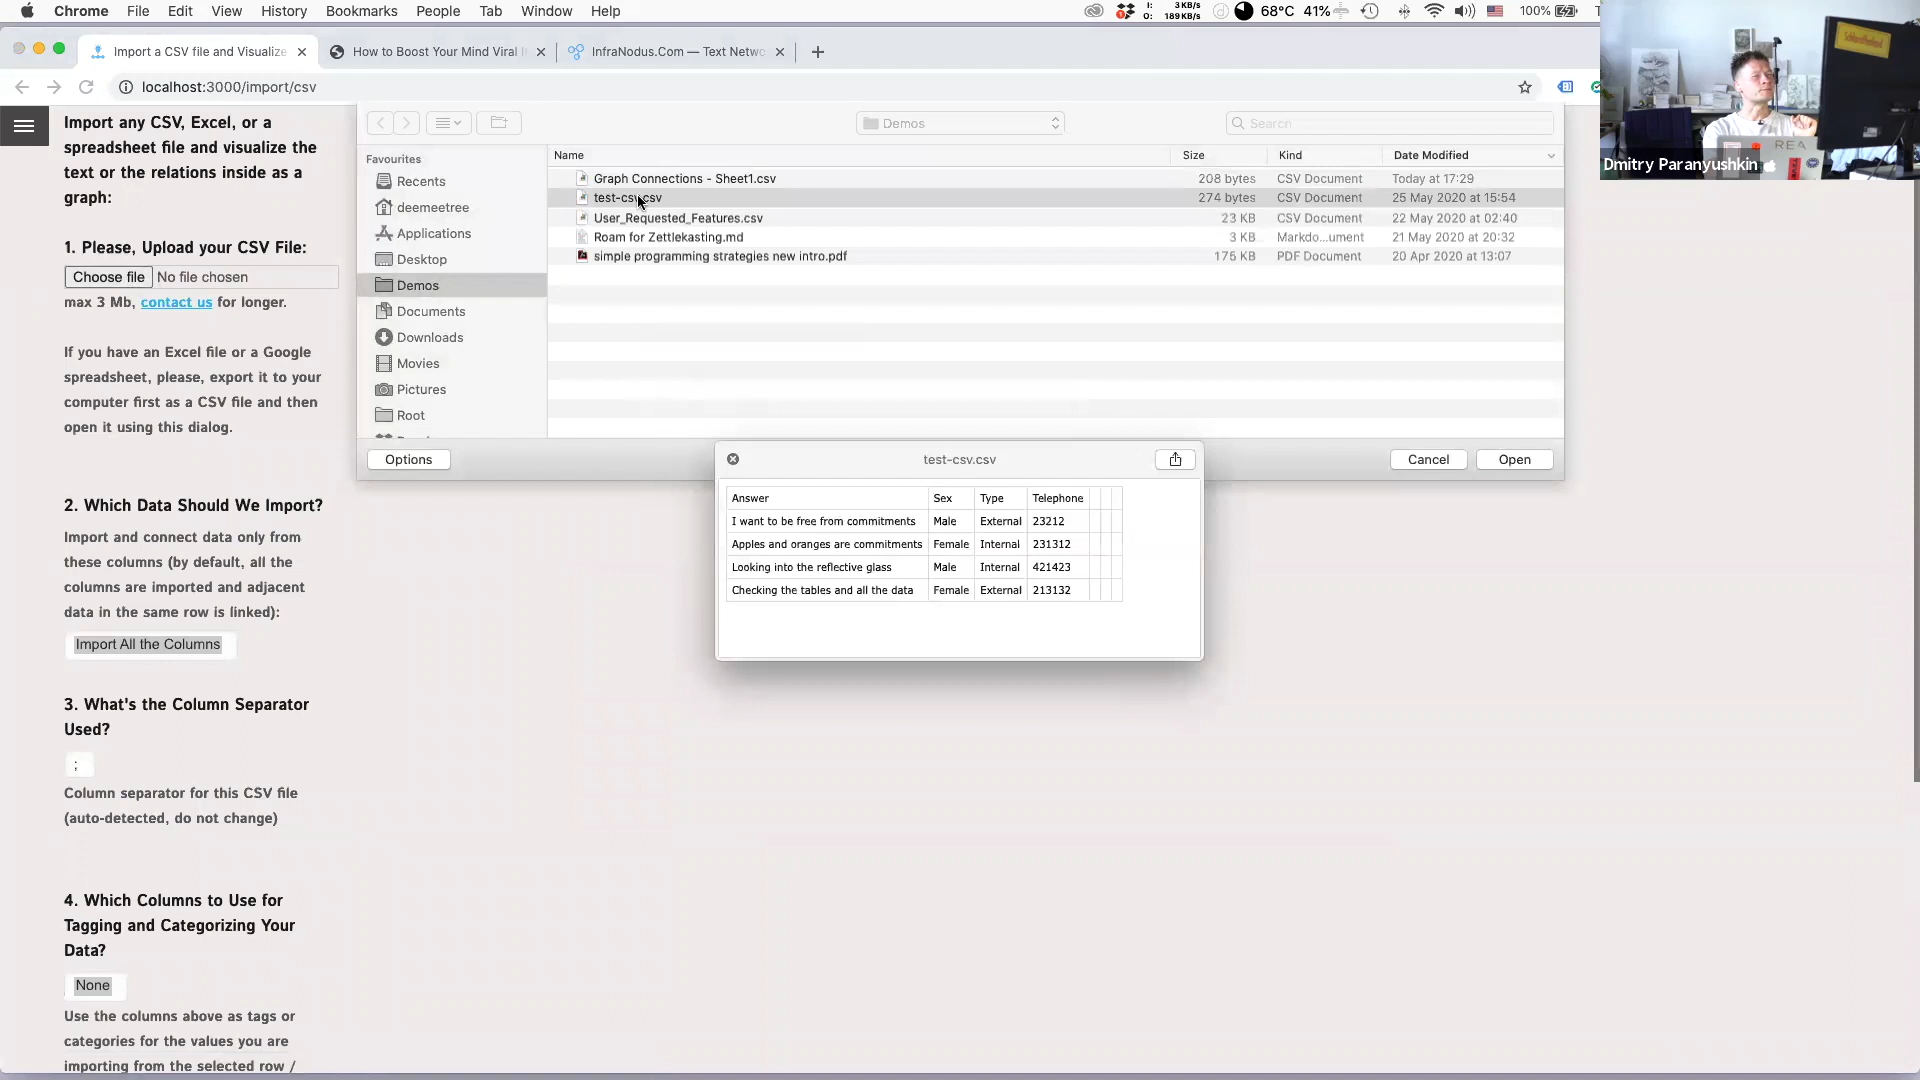 Chrome File Edit View History Bookmarks People Tab Window Help
I: 3 KB/s
O: 189 KB/s
68°C 41% 100%
Import a CSV file and Visualize
How to Boost Your Mind Viral
InfraNodus.Com — Text Netwo
localhost:3000/import/csv
SchlandHerland
REA
Dmitry Paranyushkin
Import any CSV, Excel, or a
spreadsheet file and visualize the
text or the relations inside as a
graph:
1. Please, Upload your CSV File:
Choose file No file chosen
max 3 Mb, contact us for longer.
If you have an Excel file or a Google
spreadsheet, please, export it to your
computer first as a CSV file and then
open it using this dialog.
2. Which Data Should We Import?
Import and connect data only from
these columns (by default, all the
columns are imported and adjacent
data in the same row is linked):
Import All the Columns
3. What's the Column Separator
Used?
;
Column separator for this CSV file
(auto-detected, do not change)
4. Which Columns to Use for
Tagging and Categorizing Your
Data?
None
Use the columns above as tags or
categories for the values you are
importing from the selected row /
Demos
Search
Favourites
Recents
deemeetree
Applications
Desktop
Demos
Documents
Downloads
Movies
Pictures
Root
Name Size Kind Date Modified
Graph Connections - Sheet1.csv 208 bytes CSV Document Today at 17:29
test-csv.csv 274 bytes CSV Document 25 May 2020 at 15:54
User_Requested_Features.csv 23 KB CSV Document 22 May 2020 at 02:40
Roam for Zettlekasting.md 3 KB Markdo...ument 21 May 2020 at 20:32
simple programming strategies new intro.pdf 175 KB PDF Document 20 Apr 2020 at 13:07
Options Cancel Open
test-csv.csv
Answer Sex Type Telephone
I want to be free from commitments Male External 23212
Apples and oranges are commitments Female Internal 231312
Looking into the reflective glass Male Internal 421423
Checking the tables and all the data Female External 213132